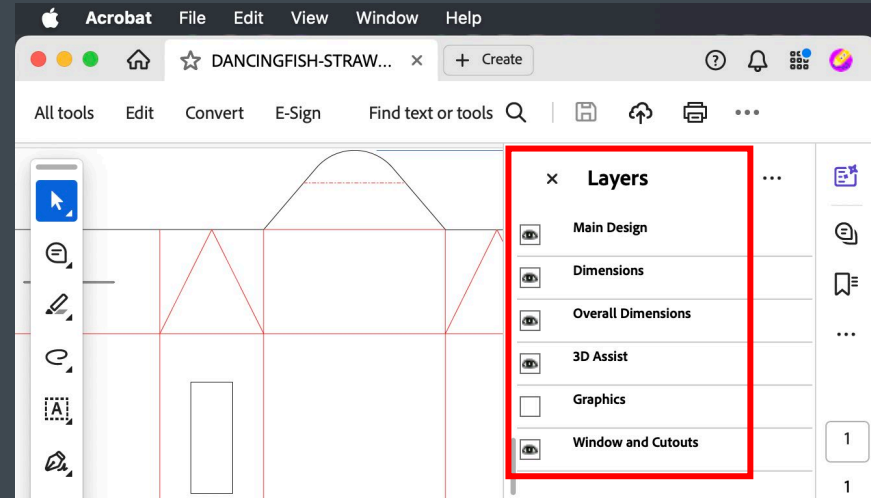 Acrobat File Edit View Window Help
DANCINGFISH-STRAW... × + Create
All tools Edit Convert E-Sign Find text or tools
× Layers
Main Design
Dimensions
Overall Dimensions
3D Assist
Graphics
Window and Cutouts
A
1
1